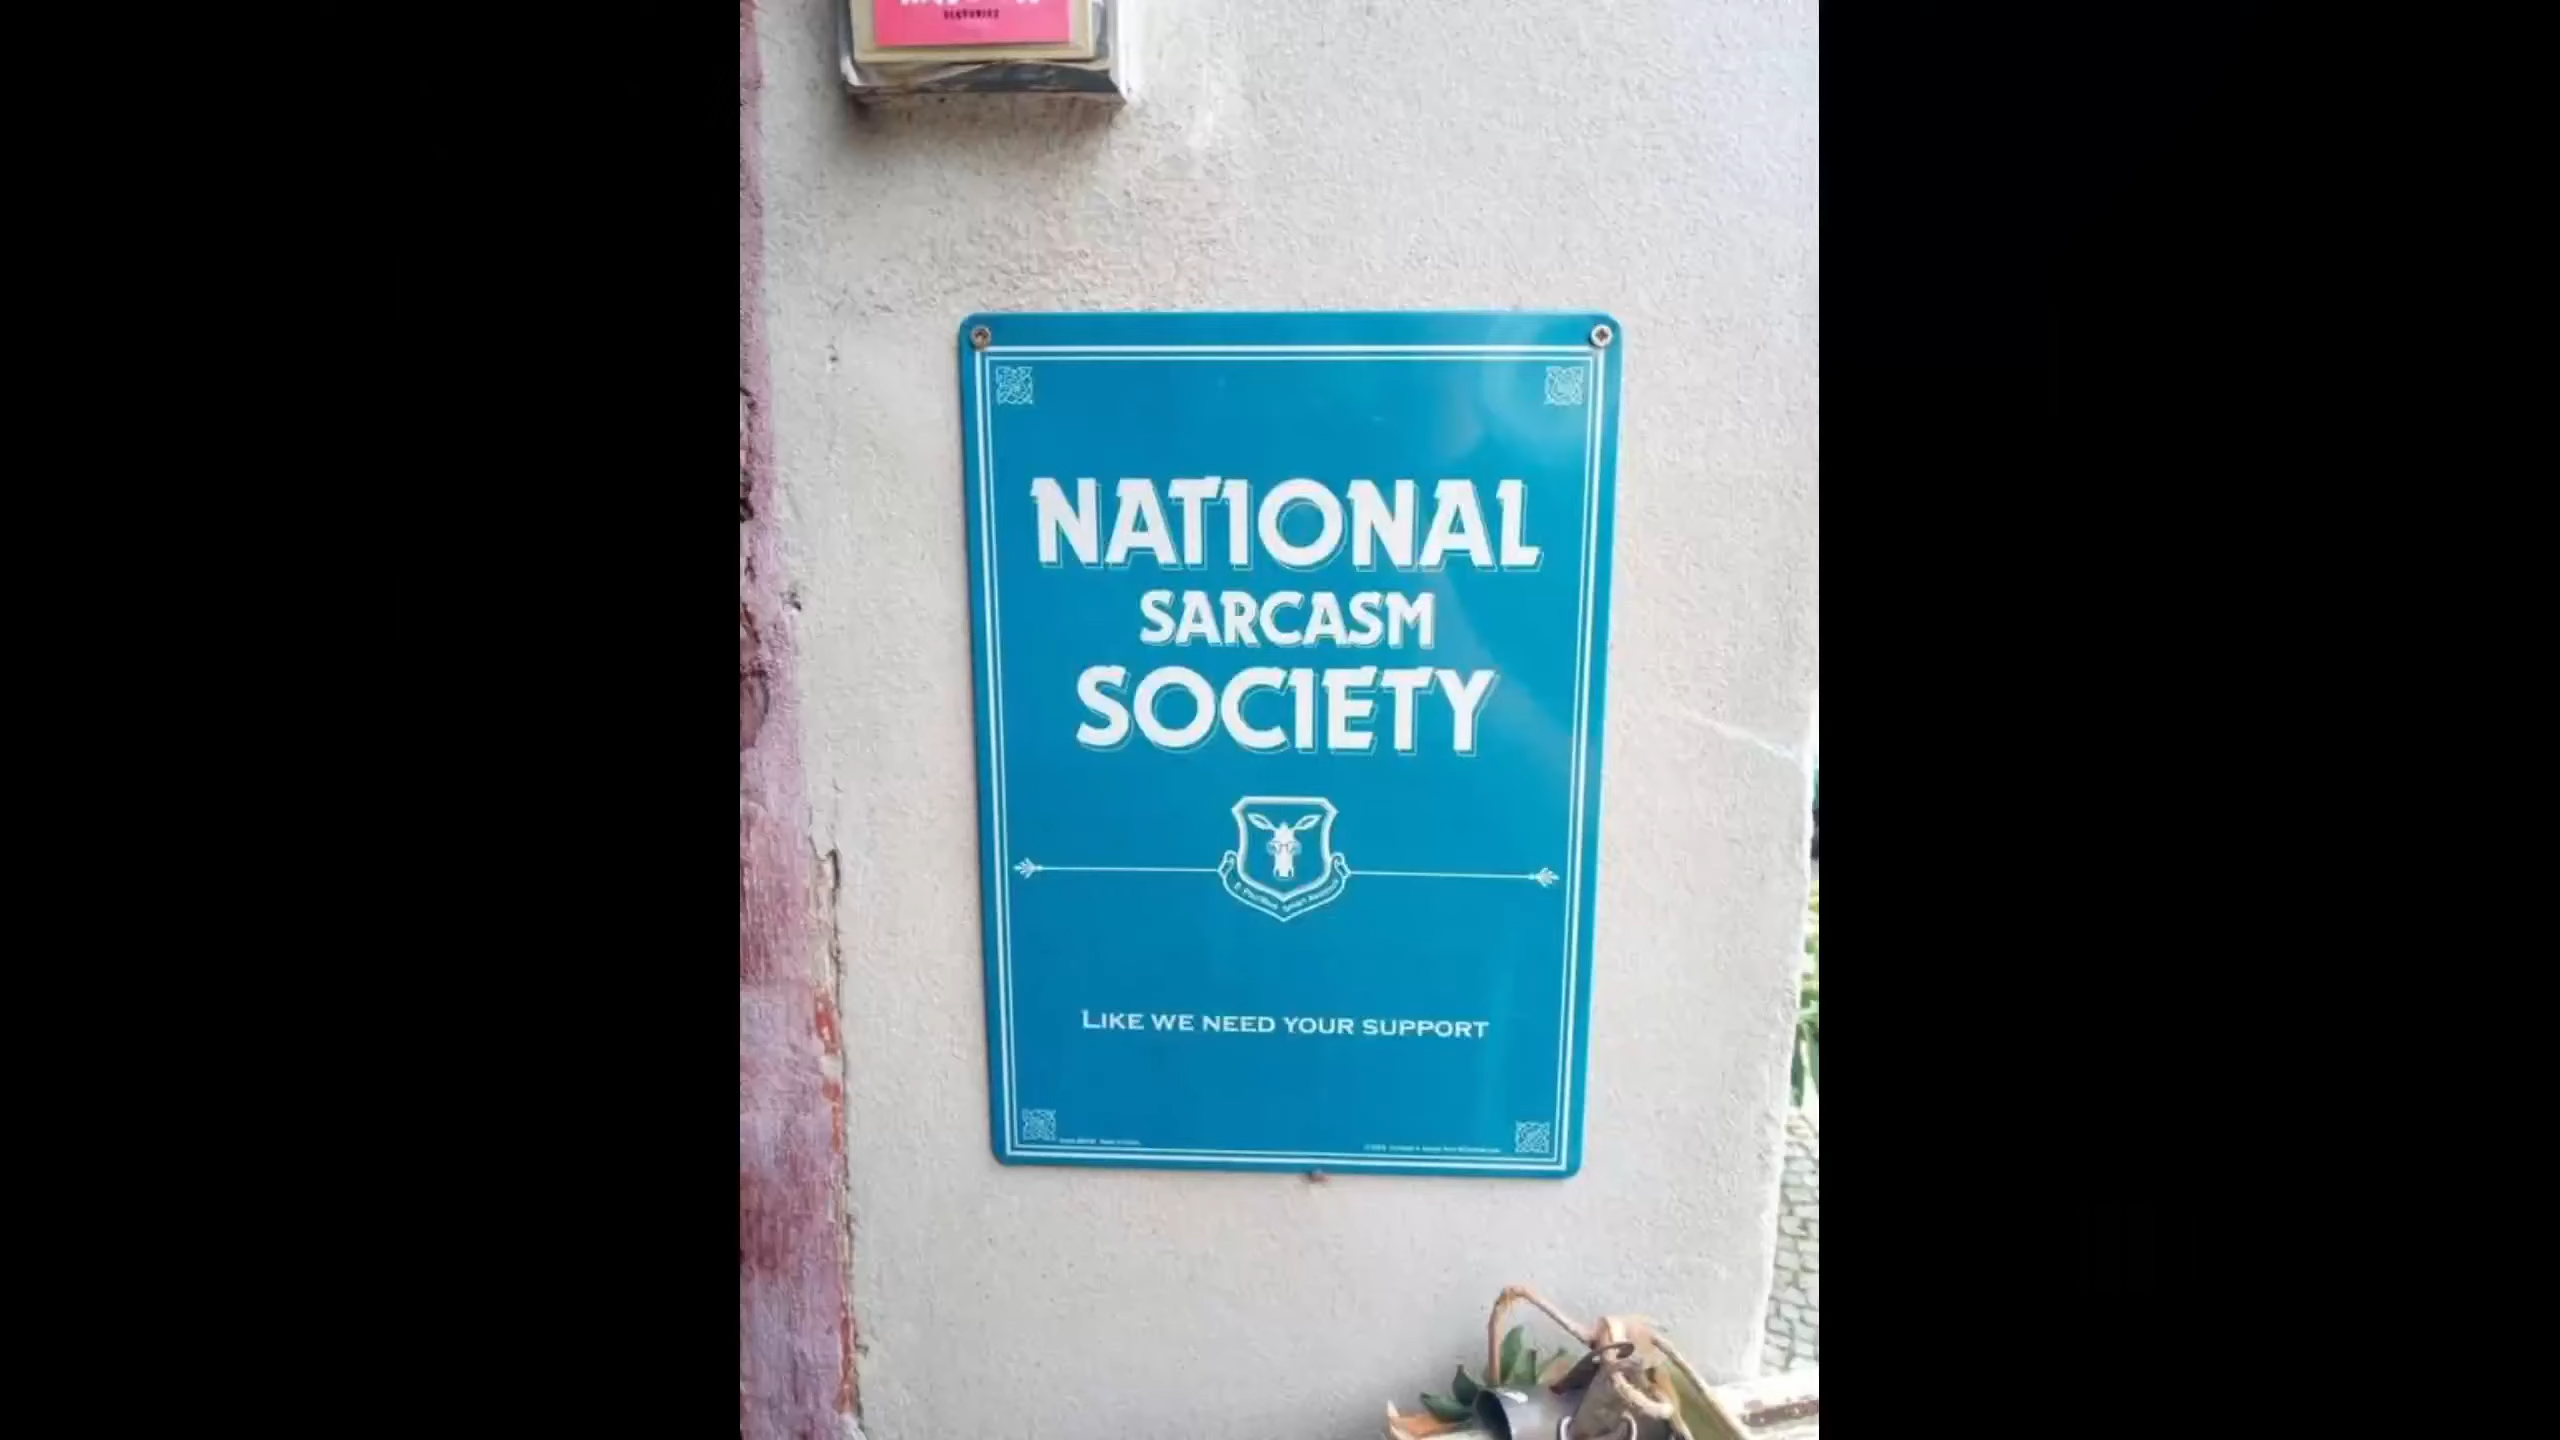 NATIONAL
SARCASM
SOCIETY
LIKE WE NEED YOUR SUPPORT